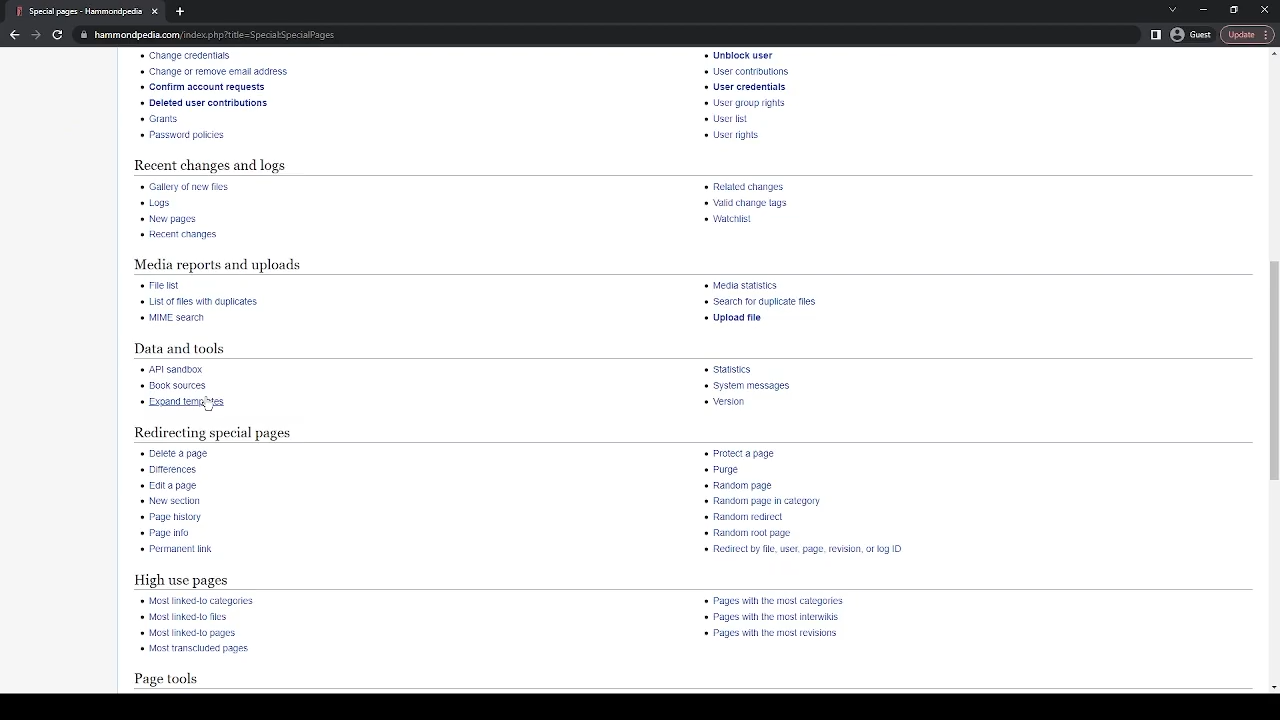 Special pages - Hammondpedia
Guest
Update
hammondpedia.com/index.php?title=Special:SpecialPages
Change credentials
Change or remove email address
Confirm account requests
Deleted user contributions
Grants
Password policies
Unblock user
User contributions
User credentials
User group rights
User list
User rights
Recent changes and logs
Gallery of new files
Logs
New pages
Recent changes
Related changes
Valid change tags
Watchlist
Media reports and uploads
File list
List of files with duplicates
MIME search
Media statistics
Search for duplicate files
Upload file
Data and tools
API sandbox
Book sources
Expand templates
Statistics
System messages
Version
Redirecting special pages
Delete a page
Differences
Edit a page
New section
Page history
Page info
Permanent link
Protect a page
Purge
Random page
Random page in category
Random redirect
Random root page
Redirect by file, user, page, revision, or log ID
High use pages
Most linked-to categories
Most linked-to files
Most linked-to pages
Most transcluded pages
Pages with the most categories
Pages with the most interwikis
Pages with the most revisions
Page tools